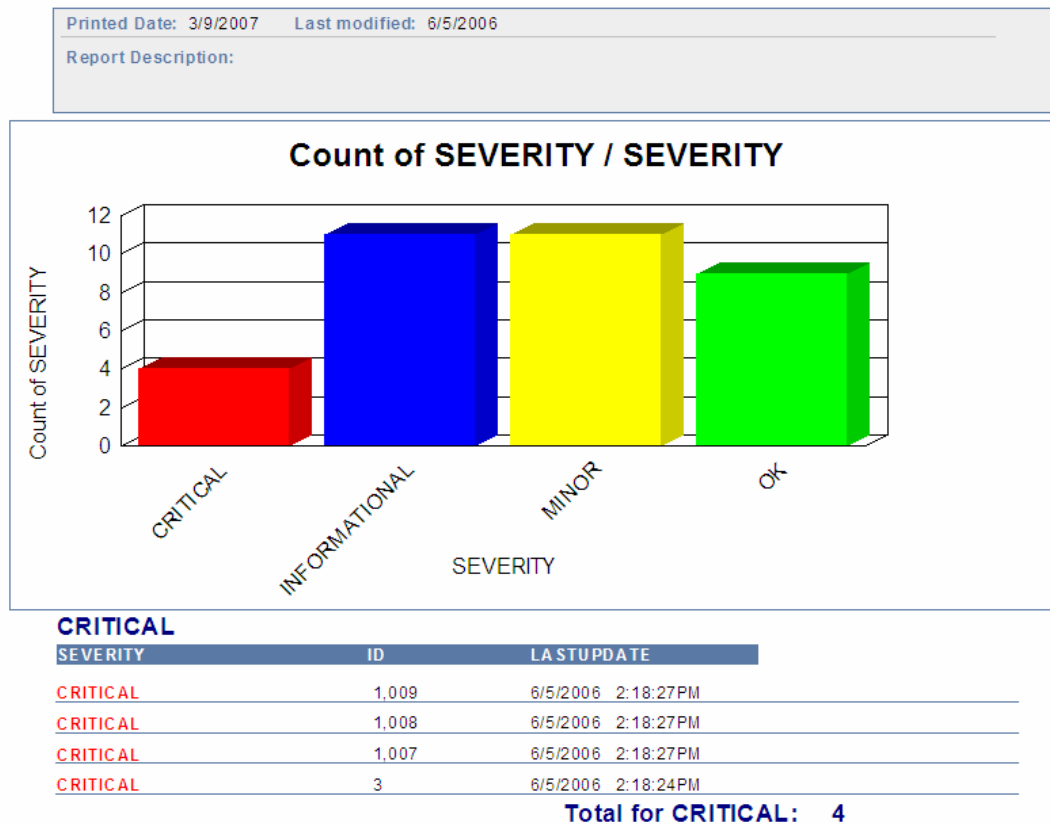 Printed Date: 3/9/2007 Last modified: 6/5/2006
Report Description:
Count of SEVERITY / SEVERITY
Count of SEVERITY
12
10
8
6
4
2
0
CRITICAL
INFORMATIONAL
MINOR
OK
SEVERITY
CRITICAL
SEVERITY ID LASTUPDATE
CRITICAL 1,009 6/5/2006 2:18:27PM
CRITICAL 1,008 6/5/2006 2:18:27PM
CRITICAL 1,007 6/5/2006 2:18:27PM
CRITICAL 3 6/5/2006 2:18:24PM
Total for CRITICAL: 4